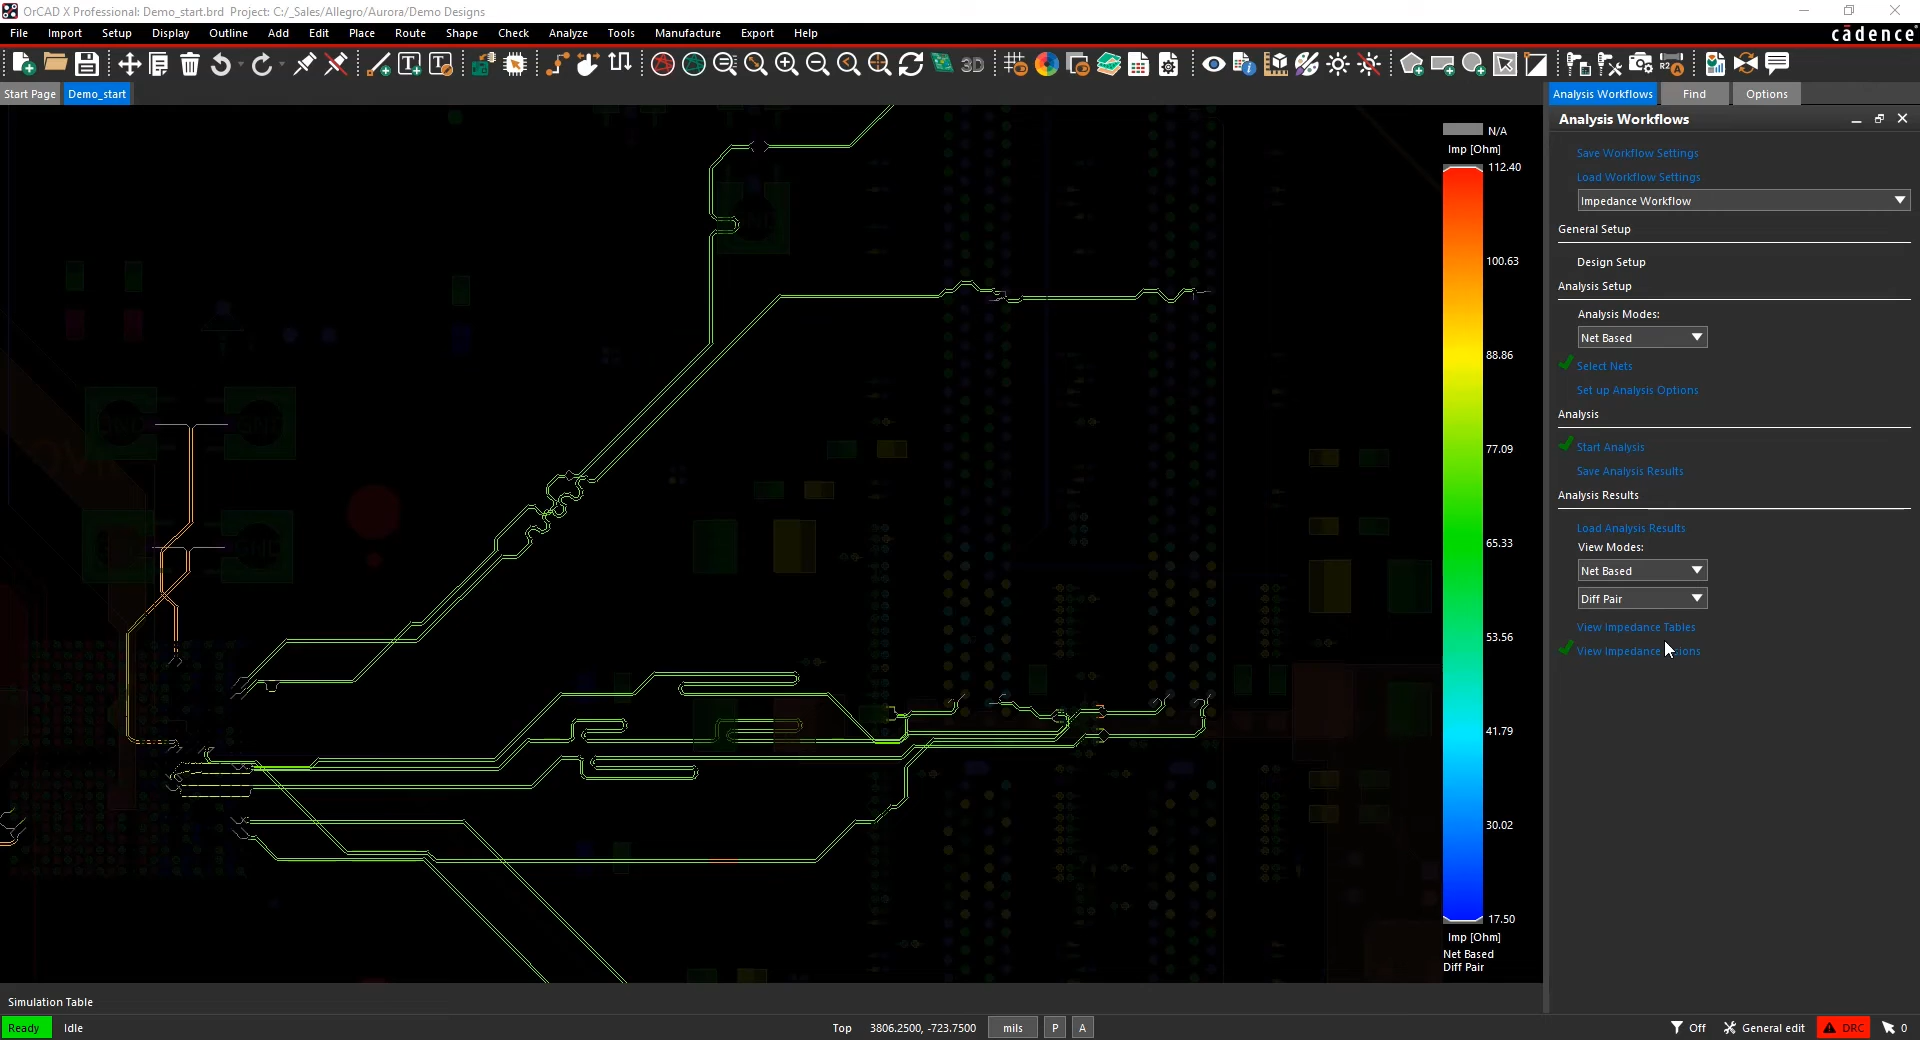 OrCAD X Professional: Demo_start.brd  Project: C:/_Sales/Allegro/Aurora/Demo Designs
File Import Setup Display Outline Add Edit Place Route Shape Check Analyze Tools Manufacture Export Help
cādence
3D
Start Page Demo_start
Analysis Workflows Find Options
Analysis Workflows
Save Workflow Settings
Load Workflow Settings
Impedance Workflow
General Setup
Design Setup
Analysis Setup
Analysis Modes:
Net Based
Select Nets
Set up Analysis Options
Analysis
Start Analysis
Save Analysis Results
Analysis Results
Load Analysis Results
View Modes:
Net Based
Diff Pair
View Impedance Tables
View Impedance
N/A
Imp [Ohm]
112.40
100.63
88.86
77.09
65.33
53.56
41.79
30.02
17.50
Imp [Ohm]
Net Based
Diff Pair
Simulation Table
Ready Idle Top 3806.2500, -723.7500 mils P A Off General edit DRC 0